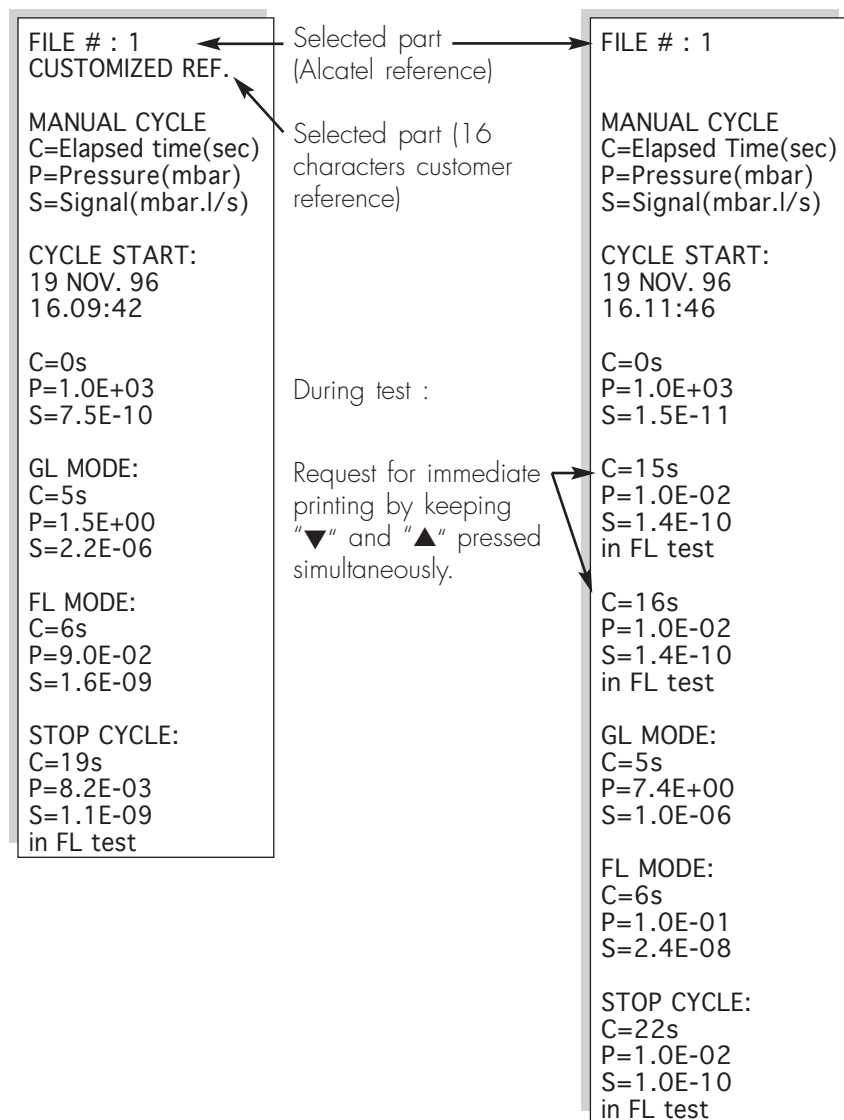 FILE # : 1
CUSTOMIZED REF.
MANUAL CYCLE
C=Elapsed time(sec)
P=Pressure(mbar)
S=Signal(mbar.l/s)
CYCLE START:
19 NOV. 96
16.09:42
C=0s
P=1.0E+03
S=7.5E-10
GL MODE:
C=5s
P=1.5E+00
S=2.2E-06
FL MODE:
C=6s
P=9.0E-02
S=1.6E-09
STOP CYCLE:
C=19s
P=8.2E-03
S=1.1E-09
in FL test
Selected part
(Alcatel reference)
Selected part (16
characters customer
reference)
During test :
Request for immediate
printing by keeping
"▼" and "▲" pressed
simultaneously.
FILE # : 1
MANUAL CYCLE
C=Elapsed Time(sec)
P=Pressure(mbar)
S=Signal(mbar.l/s)
CYCLE START:
19 NOV. 96
16.11:46
C=0s
P=1.0E+03
S=1.5E-11
C=15s
P=1.0E-02
S=1.4E-10
in FL test
C=16s
P=1.0E-02
S=1.4E-10
in FL test
GL MODE:
C=5s
P=7.4E+00
S=1.0E-06
FL MODE:
C=6s
P=1.0E-01
S=2.4E-08
STOP CYCLE:
C=22s
P=1.0E-02
S=1.0E-10
in FL test